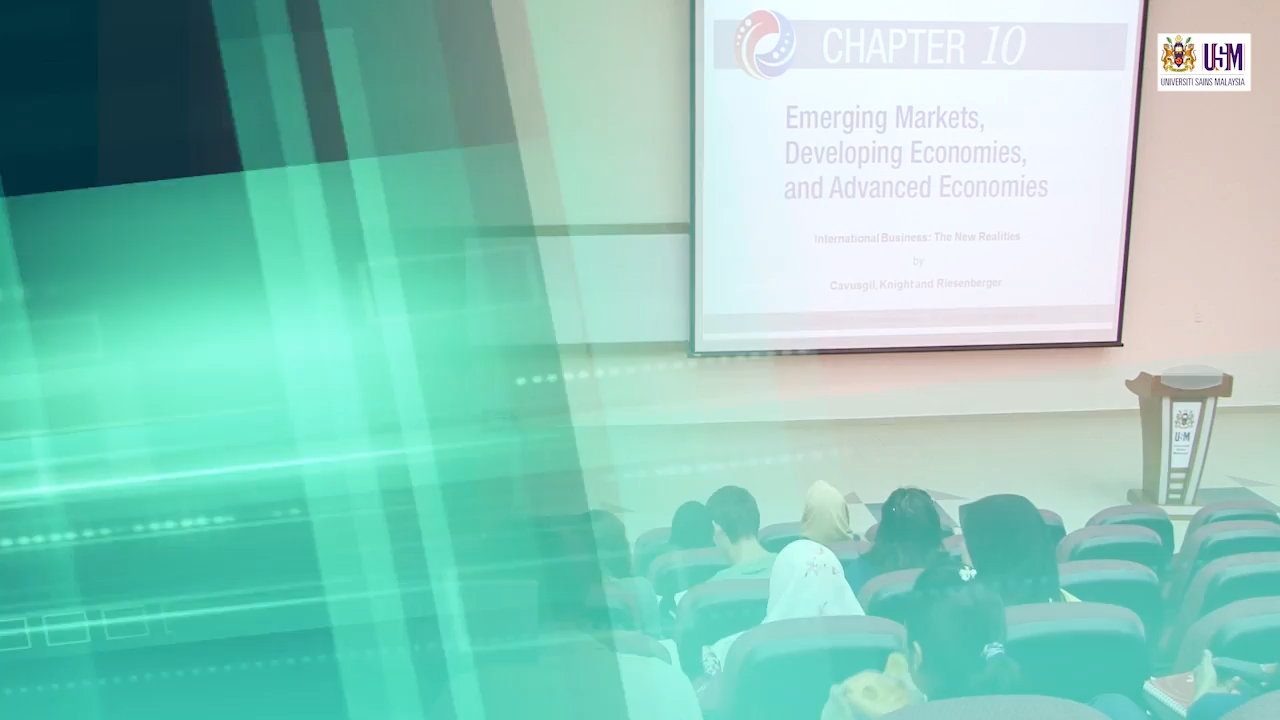 CHAPTER 10
Emerging Markets,
Developing Economies,
and Advanced Economies
International Business: The New Realities
by
Cavusgil, Knight and Riesenberger
USM
UNIVERSITI SAINS MALAYSIA
USM